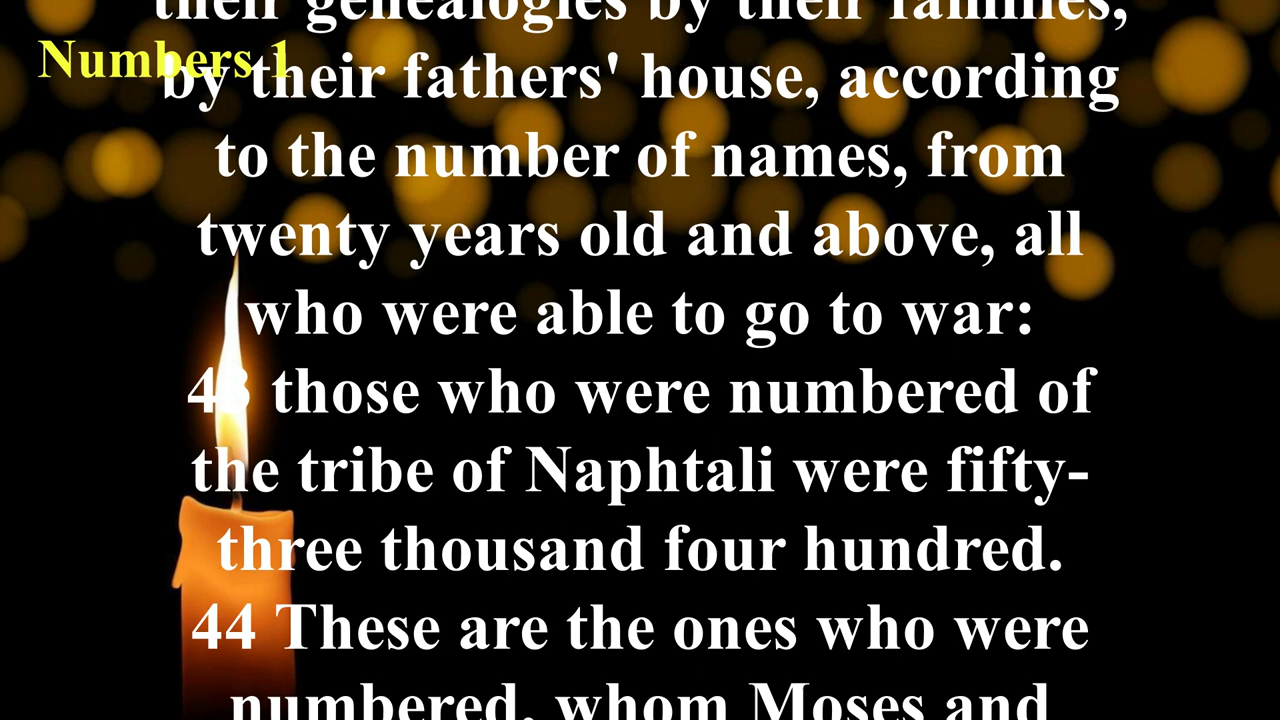 their genealogies by their families,
Numbers 1
by their fathers' house, according
to the number of names, from
twenty years old and above, all
who were able to go to war:
43 those who were numbered of
the tribe of Naphtali were fifty-
three thousand four hundred.
44 These are the ones who were
numbered, whom Moses and